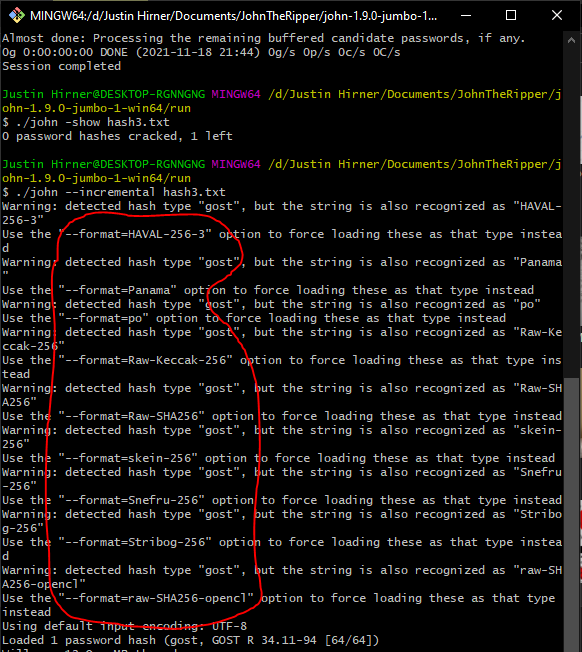 MINGW64:/d/Justin Hirner/Documents/JohnTheRipper/john-1.9.0-jumbo-1...
Almost done: Processing the remaining buffered candidate passwords, if any.
0g 0:00:00:00 DONE (2021-11-18 21:44) 0g/s 0p/s 0c/s 0C/s
Session completed
Justin Hirner@DESKTOP-RGNNGNG MINGW64 /d/Justin Hirner/Documents/JohnTheRipper/j
ohn-1.9.0-jumbo-1-win64/run
$ ./john -show hash3.txt
0 password hashes cracked, 1 left
Justin Hirner@DESKTOP-RGNNGNG MINGW64 /d/Justin Hirner/Documents/JohnTheRipper/j
ohn-1.9.0-jumbo-1-win64/run
$ ./john --incremental hash3.txt
Warning: detected hash type "gost", but the string is also recognized as "HAVAL-
256-3"
Use the "--format=HAVAL-256-3" option to force loading these as that type instea
d
Warning: detected hash type "gost", but the string is also recognized as "Panama
"
Use the "--format=Panama" option to force loading these as that type instead
Warning: detected hash type "gost", but the string is also recognized as "po"
Use the "--format=po" option to force loading these as that type instead
Warning: detected hash type "gost", but the string is also recognized as "Raw-Ke
ccak-256"
Use the "--format=Raw-Keccak-256" option to force loading these as that type ins
tead
Warning: detected hash type "gost", but the string is also recognized as "Raw-SH
A256"
Use the "--format=Raw-SHA256" option to force loading these as that type instead
Warning: detected hash type "gost", but the string is also recognized as "skein-
256"
Use the "--format=skein-256" option to force loading these as that type instead
Warning: detected hash type "gost", but the string is also recognized as "Snefru
-256"
Use the "--format=Snefru-256" option to force loading these as that type instead
Warning: detected hash type "gost", but the string is also recognized as "Stribo
g-256"
Use the "--format=Stribog-256" option to force loading these as that type instea
d
Warning: detected hash type "gost", but the string is also recognized as "raw-SH
A256-opencl"
Use the "--format=raw-SHA256-opencl" option to force loading these as that type
instead
Using default input encoding: UTF-8
Loaded 1 password hash (gost, GOST R 34.11-94 [64/64])